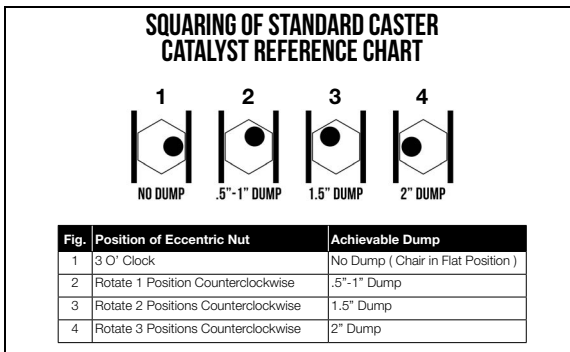 SQUARING OF STANDARD CASTER
CATALYST REFERENCE CHART
1 2 3 4
NO DUMP .5"-1" DUMP 1.5" DUMP 2" DUMP
Fig. Position of Eccentric Nut Achievable Dump
1 3 O' Clock No Dump ( Chair in Flat Position )
2 Rotate 1 Position Counterclockwise .5"-1" Dump
3 Rotate 2 Positions Counterclockwise 1.5" Dump
4 Rotate 3 Positions Counterclockwise 2" Dump